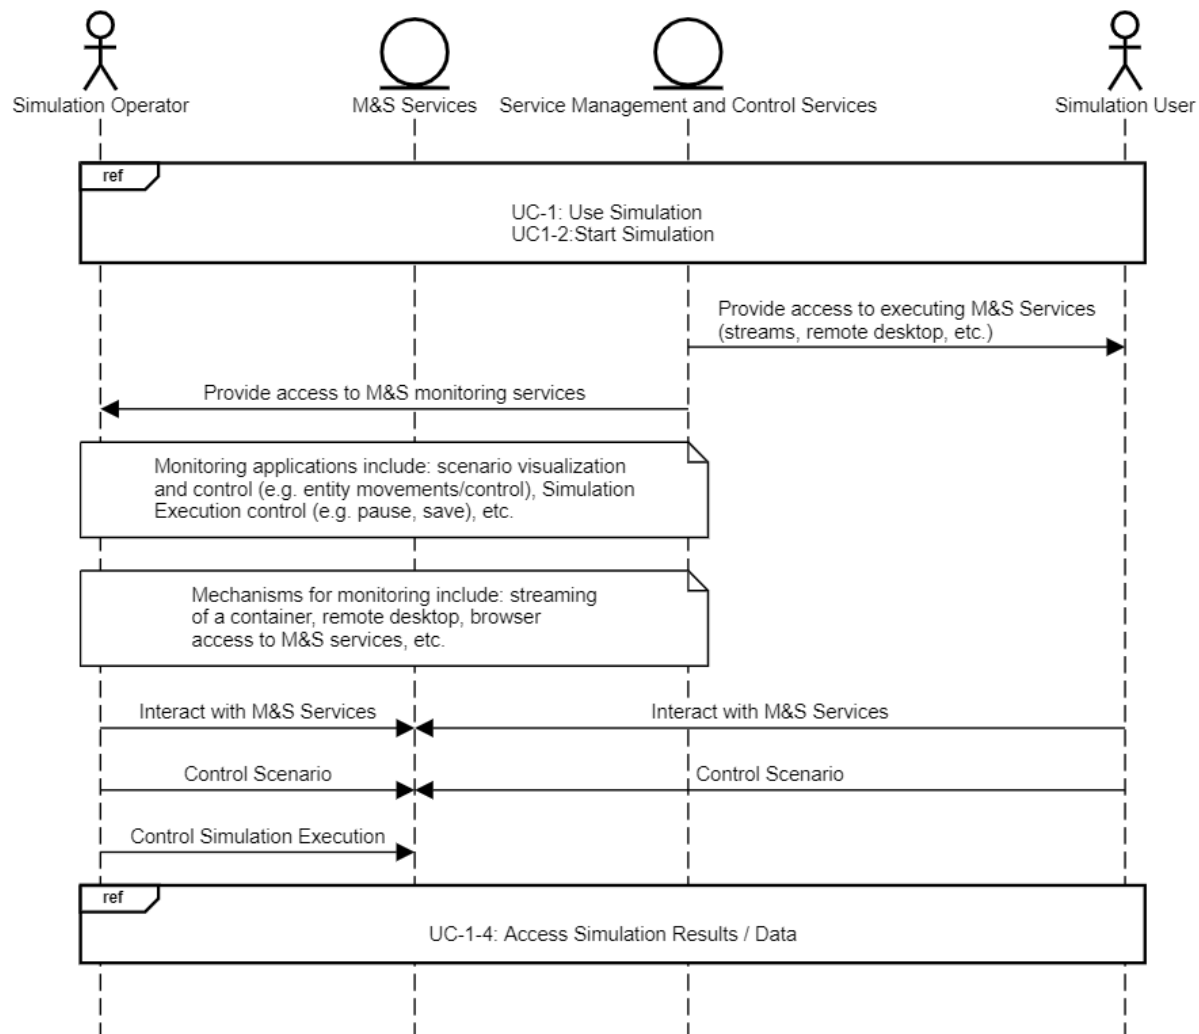 Simulation Operator
M&S Services
Service Management and Control Services
Simulation User
ref
UC-1: Use Simulation
UC1-2:Start Simulation
Provide access to executing M&S Services
(streams, remote desktop, etc.)
Provide access to M&S monitoring services
Monitoring applications include: scenario visualization
and control (e.g. entity movements/control), Simulation
Execution control (e.g. pause, save), etc.
Mechanisms for monitoring include: streaming
of a container, remote desktop, browser
access to M&S services, etc.
Interact with M&S Services
Interact with M&S Services
Control Scenario
Control Scenario
Control Simulation Execution
ref
UC-1-4: Access Simulation Results / Data